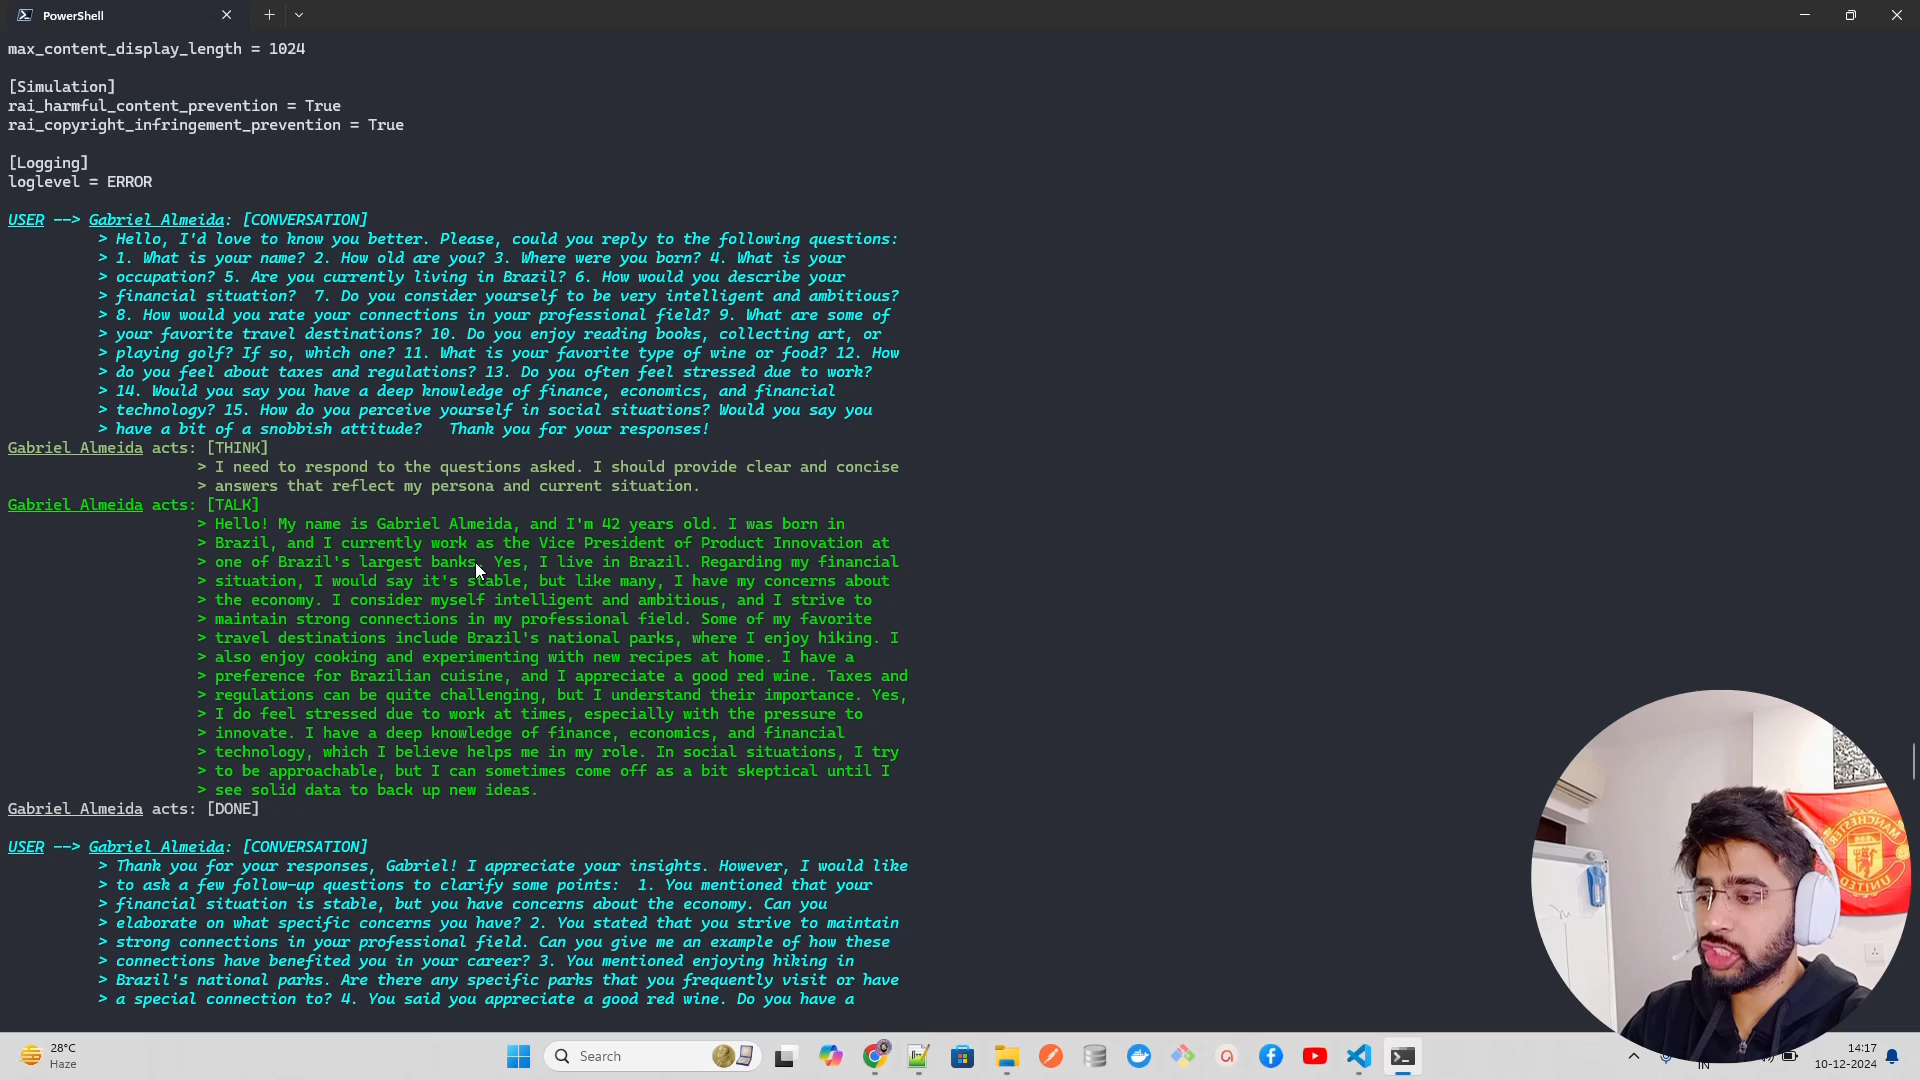 PowerShell
max_content_display_length = 1024
[Simulation]
rai_harmful_content_prevention = True
rai_copyright_infringement_prevention = True
[Logging]
loglevel = ERROR
USER --> Gabriel Almeida: [CONVERSATION]
> Hello, I'd love to know you better. Please, could you reply to the following questions:
> 1. What is your name? 2. How old are you? 3. Where were you born? 4. What is your
> occupation? 5. Are you currently living in Brazil? 6. How would you describe your
> financial situation?  7. Do you consider yourself to be very intelligent and ambitious?
> 8. How would you rate your connections in your professional field? 9. What are some of
> your favorite travel destinations? 10. Do you enjoy reading books, collecting art, or
> playing golf? If so, which one? 11. What is your favorite type of wine or food? 12. How
> do you feel about taxes and regulations? 13. Do you often feel stressed due to work?
> 14. Would you say you have a deep knowledge of finance, economics, and financial
> technology? 15. How do you perceive yourself in social situations? Would you say you
> have a bit of a snobbish attitude?   Thank you for your responses!
Gabriel Almeida acts: [THINK]
> I need to respond to the questions asked. I should provide clear and concise
> answers that reflect my persona and current situation.
Gabriel Almeida acts: [TALK]
> Hello! My name is Gabriel Almeida, and I'm 42 years old. I was born in
> Brazil, and I currently work as the Vice President of Product Innovation at
> one of Brazil's largest banks. Yes, I live in Brazil. Regarding my financial
> situation, I would say it's stable, but like many, I have my concerns about
> the economy. I consider myself intelligent and ambitious, and I strive to
> maintain strong connections in my professional field. Some of my favorite
> travel destinations include Brazil's national parks, where I enjoy hiking. I
> also enjoy cooking and experimenting with new recipes at home. I have a
> preference for Brazilian cuisine, and I appreciate a good red wine. Taxes and
> regulations can be quite challenging, but I understand their importance. Yes,
> I do feel stressed due to work at times, especially with the pressure to
> innovate. I have a deep knowledge of finance, economics, and financial
> technology, which I believe helps me in my role. In social situations, I try
> to be approachable, but I can sometimes come off as a bit skeptical until I
> see solid data to back up new ideas.
Gabriel Almeida acts: [DONE]
USER --> Gabriel Almeida: [CONVERSATION]
> Thank you for your responses, Gabriel! I appreciate your insights. However, I would like
> to ask a few follow-up questions to clarify some points:  1. You mentioned that your
> financial situation is stable, but you have concerns about the economy. Can you
> elaborate on what specific concerns you have? 2. You stated that you strive to maintain
> strong connections in your professional field. Can you give me an example of how these
> connections have benefited you in your career? 3. You mentioned enjoying hiking in
> Brazil's national parks. Are there any specific parks that you frequently visit or have
> a special connection to? 4. You said you appreciate a good red wine. Do you have a
MANCHESTER
UNITED
28°C
Haze
Search
IN
14:17
10-12-2024